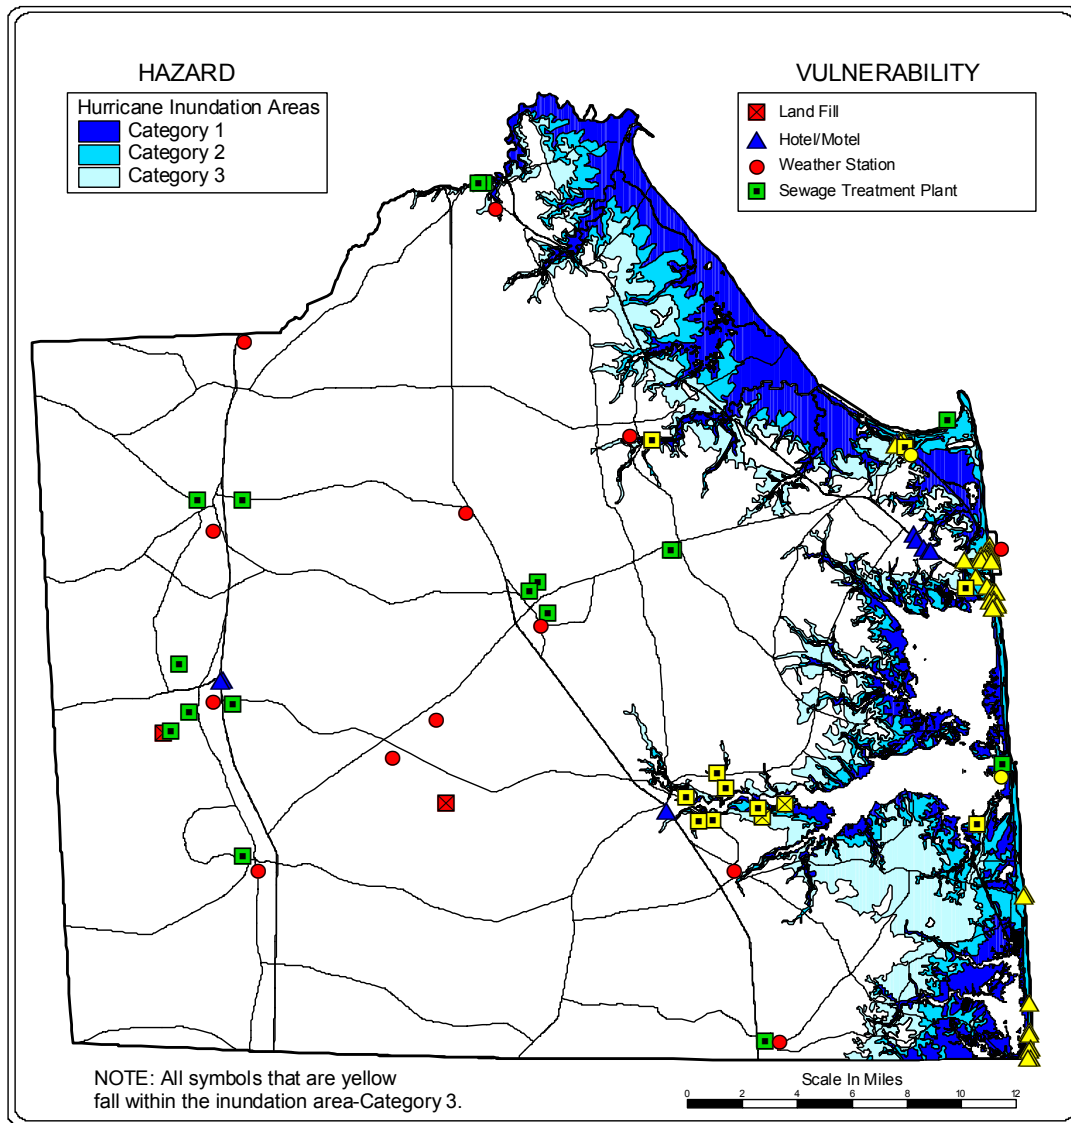 HAZARD
Hurricane Inundation Areas
Category 1
Category 2
Category 3
VULNERABILITY
Land Fill
Hotel/Motel
Weather Station
Sewage Treatment Plant
NOTE: All symbols that are yellow
fall within the inundation area-Category 3.
Scale In Miles
0 2 4 6 8 10 12